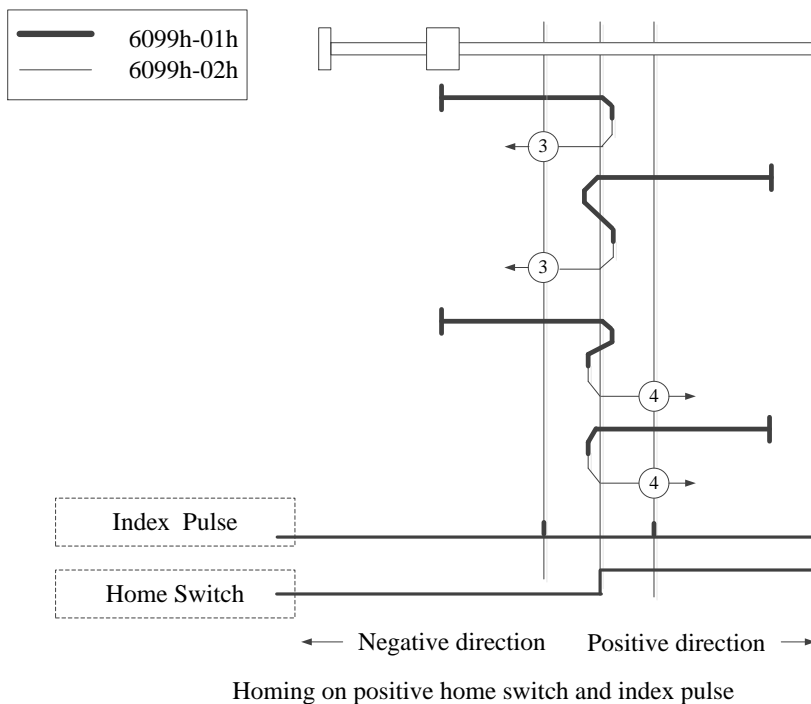 6099h-01h
6099h-02h
3
3
4
4
Index Pulse
Home Switch
Negative direction Positive direction
Homing on positive home switch and index pulse